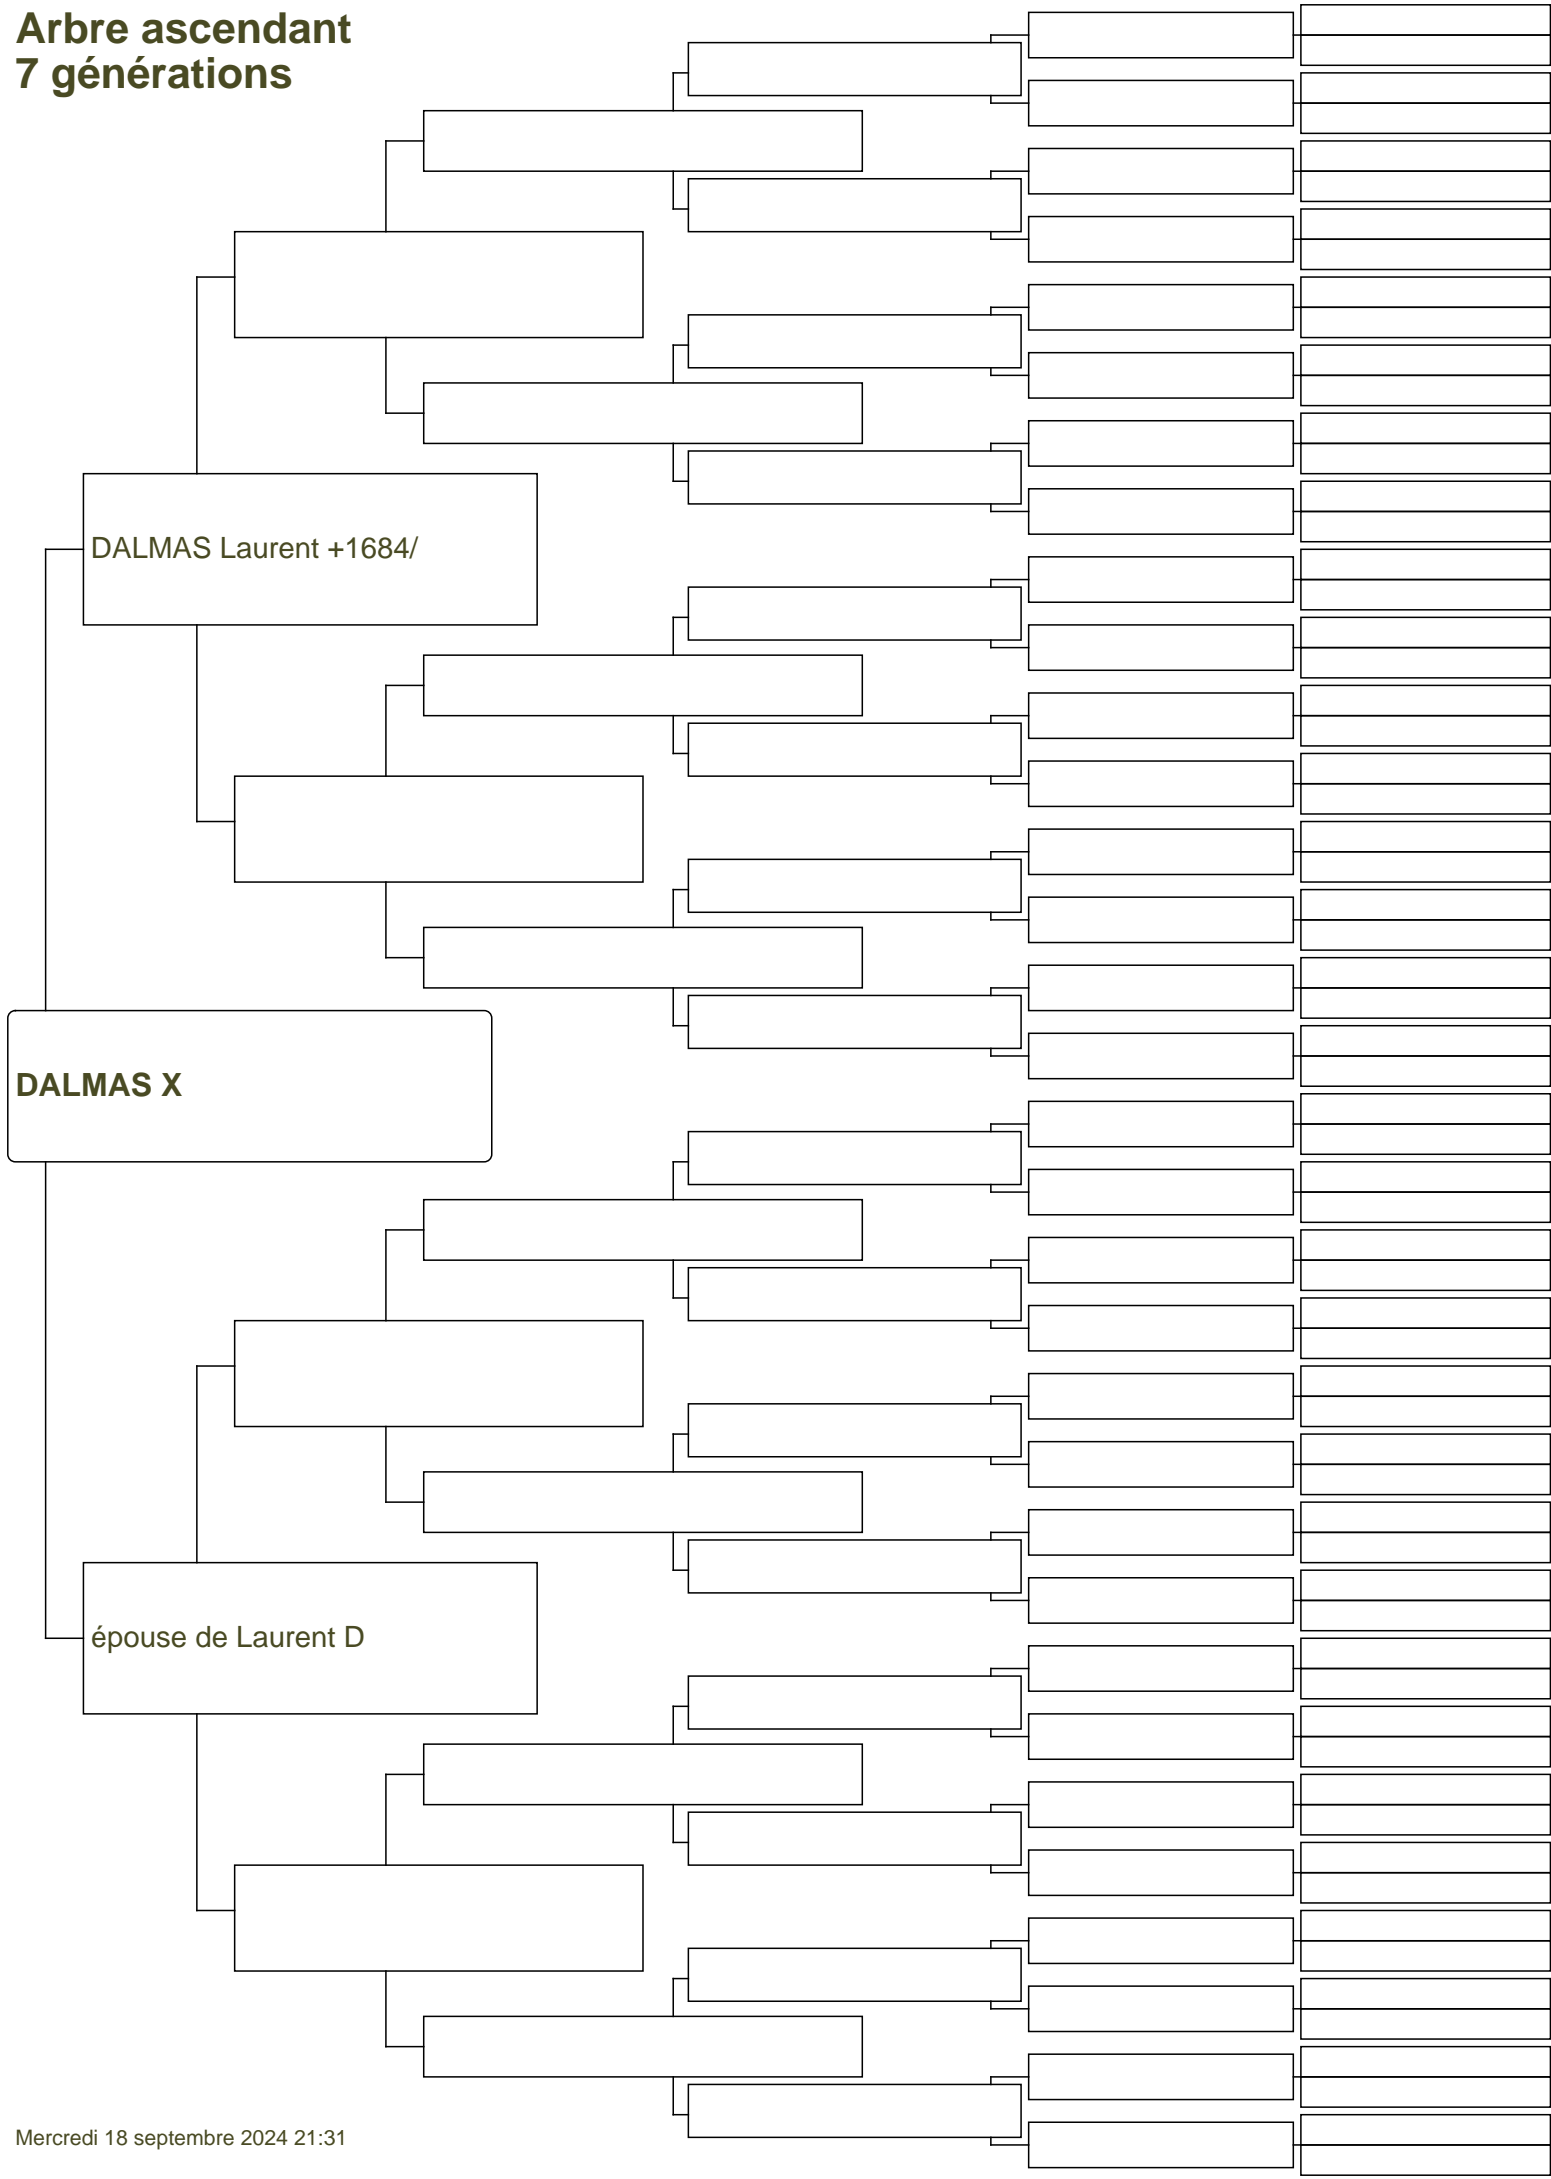 Arbre ascendant
7 générations
DALMAS Laurent +1684/
DALMAS X
épouse de Laurent D
Mercredi 18 septembre 2024 21:31